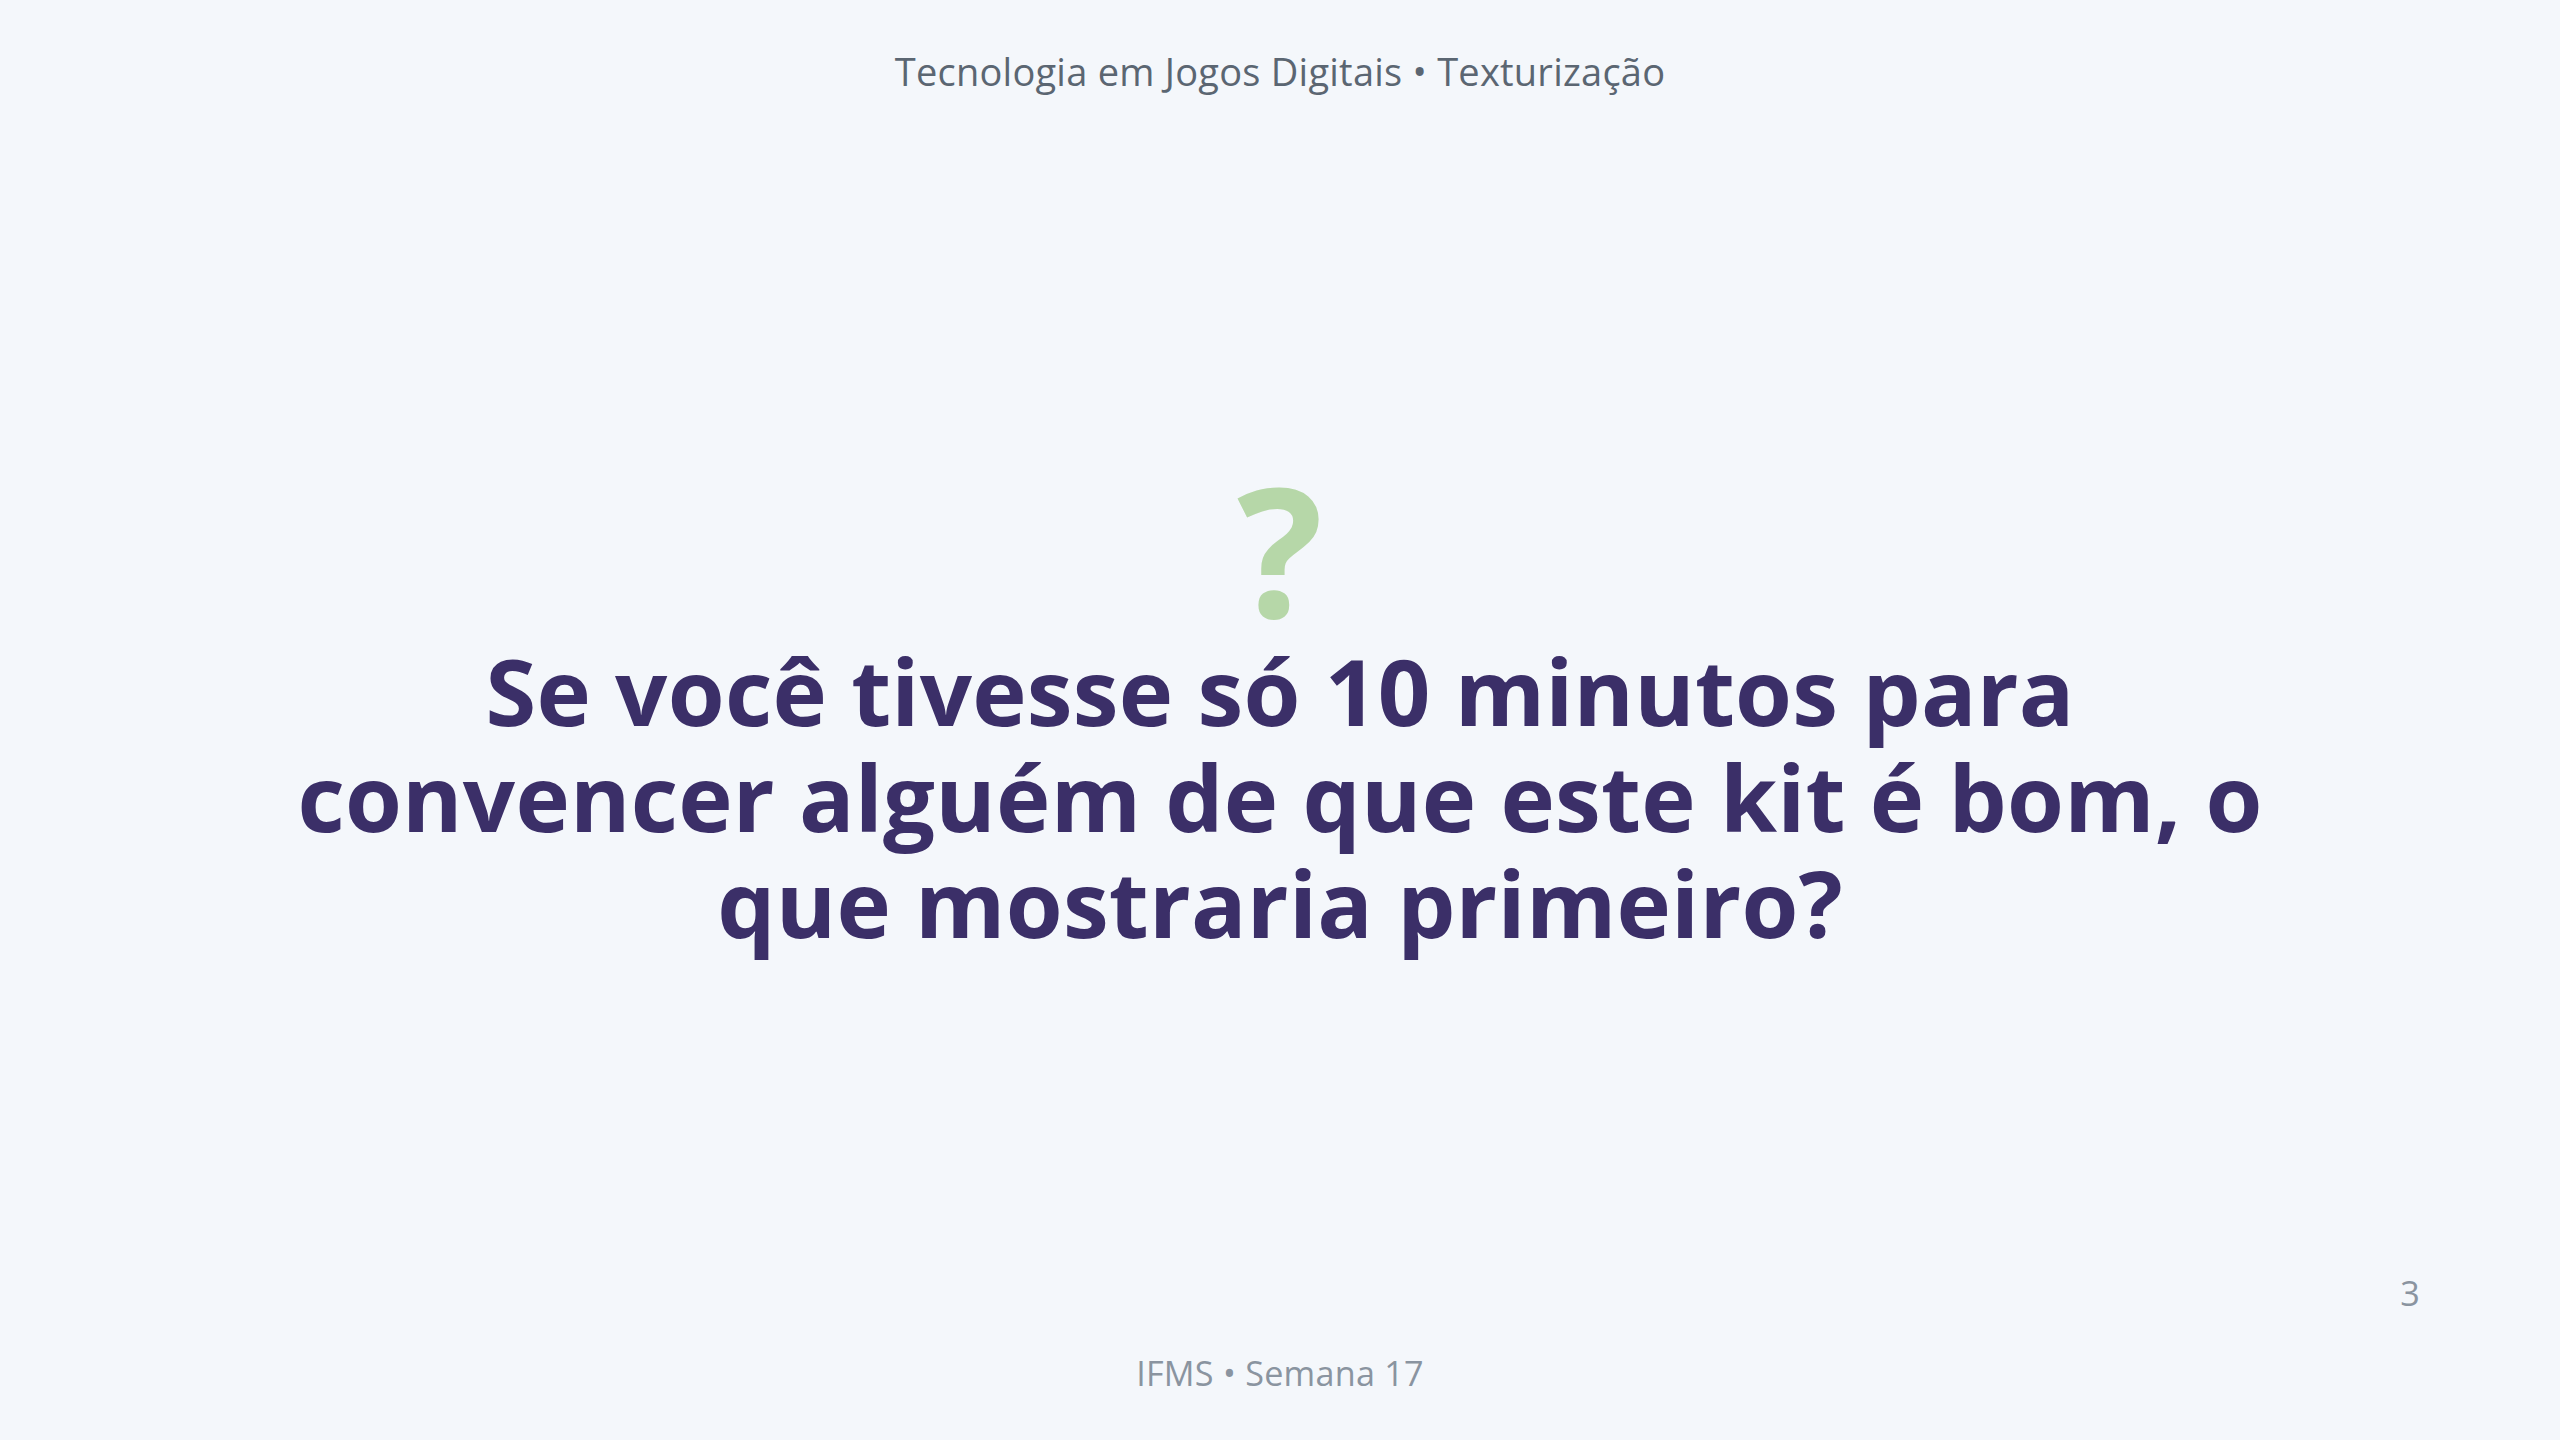 Tecnologia em Jogos Digitais • Texturização
?
Se você tivesse só 10 minutos para
convencer alguém de que este kit é bom, o
que mostraria primeiro?
3
IFMS • Semana 17